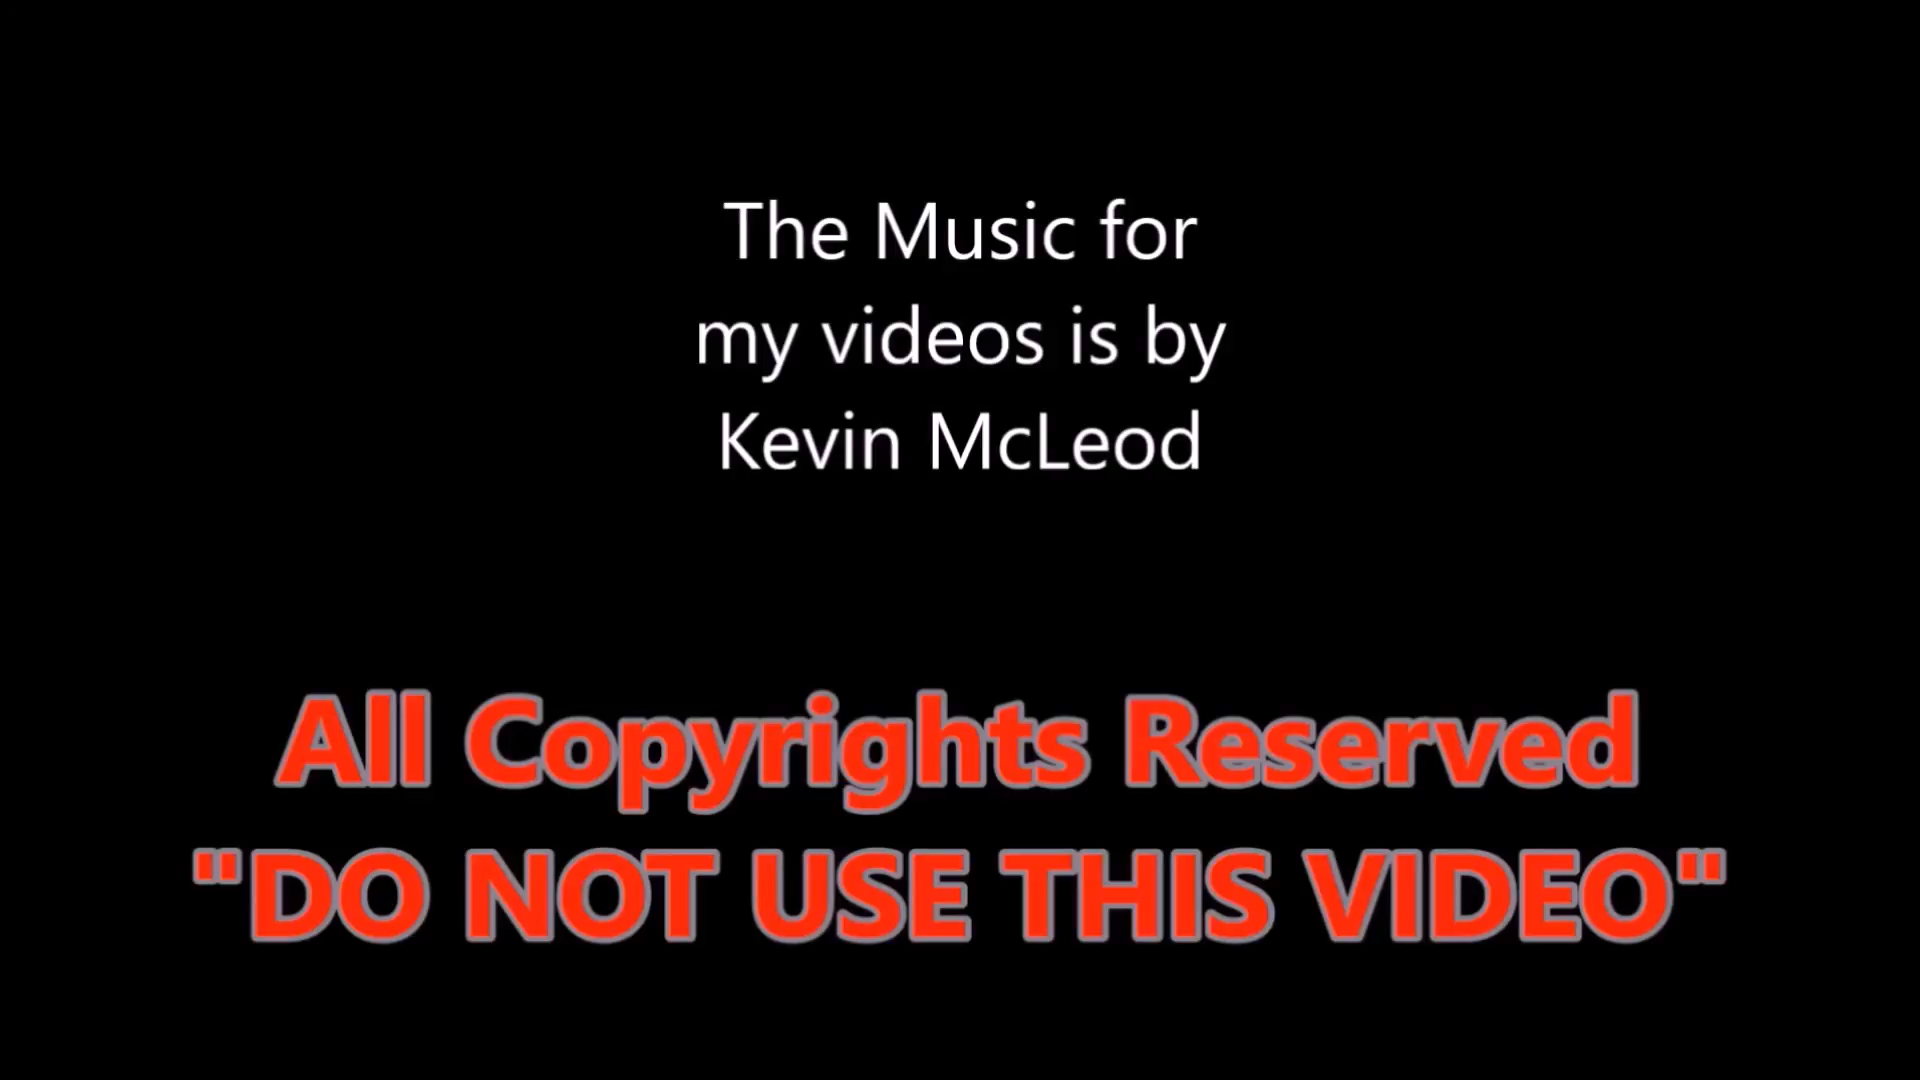 The Music for
my videos is by
Kevin McLeod
All Copyrights Reserved
"DO NOT USE THIS VIDEO"